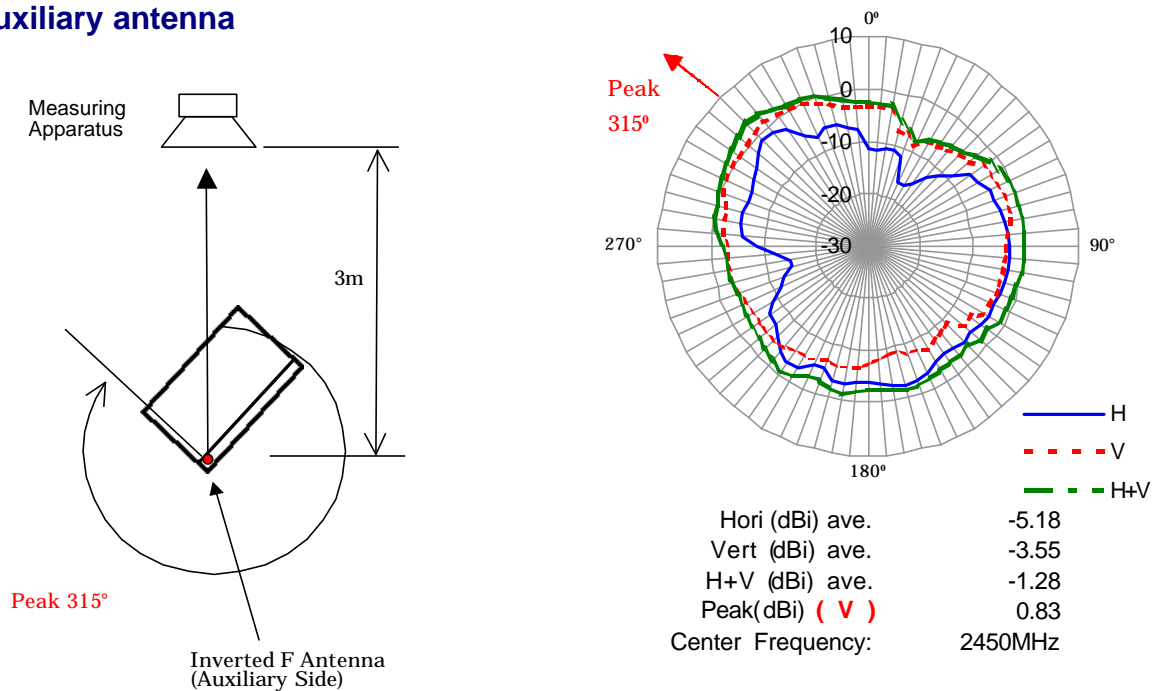 uxiliary antenna
Measuring
Apparatus
3m
Peak 315°
Inverted F Antenna
(Auxiliary Side)
Peak
315°
0°
90°
180°
270°
10
0
-10
-20
-30
H
V
H+V
Hori (dBi) ave. -5.18
Vert (dBi) ave. -3.55
H+V (dBi) ave. -1.28
Peak(dBi) ( V ) 0.83
Center Frequency: 2450MHz